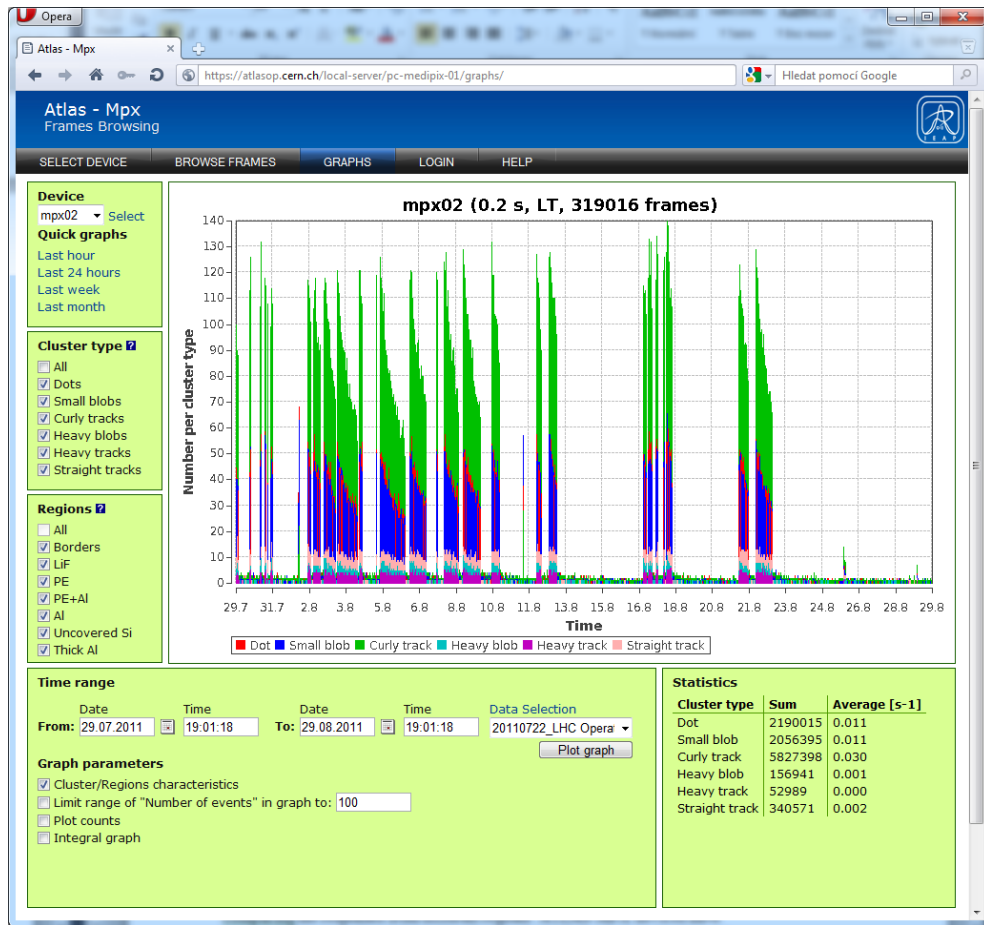 Opera
Atlas - Mpx
https://atlasop.cern.ch/local-server/pc-medipix-01/graphs/
Hledat pomocí Google
Atlas - Mpx
Frames Browsing
SELECT DEVICE BROWSE FRAMES GRAPHS LOGIN HELP
Device
mpx02 Select
Quick graphs
Last hour
Last 24 hours
Last week
Last month
Cluster type ?
All
Dots
Small blobs
Curly tracks
Heavy blobs
Heavy tracks
Straight tracks
Regions ?
All
Borders
LiF
PE
PE+Al
Al
Uncovered Si
Thick Al
mpx02 (0.2 s, LT, 319016 frames)
Number per cluster type
140
130
120
110
100
90
80
70
60
50
40
30
20
10
0
29.7 31.7 2.8 3.8 5.8 6.8 8.8 10.8 11.8 13.8 15.8 16.8 18.8 20.8 21.8 23.8 24.8 26.8 28.8 29.8
Time
Dot Small blob Curly track Heavy blob Heavy track Straight track
Time range
Date Time Date Time Data Selection
From: 29.07.2011 19:01:18 To: 29.08.2011 19:01:18 20110722_LHC Operat
Plot graph
Graph parameters
Cluster/Regions characteristics
Limit range of "Number of events" in graph to: 100
Plot counts
Integral graph
Statistics
Cluster type Sum Average [s-1]
Dot 2190015 0.011
Small blob 2056395 0.011
Curly track 5827398 0.030
Heavy blob 156941 0.001
Heavy track 52989 0.000
Straight track 340571 0.002